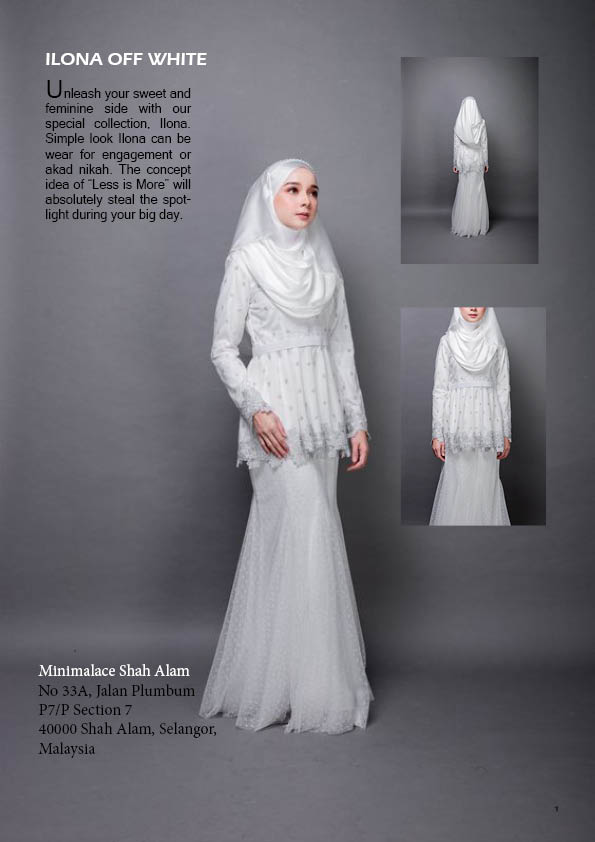 ILONA OFF WHITE
Unleash your sweet and
feminine side with our
special collection, Ilona.
Simple look Ilona can be
wear for engagement or
akad nikah. The concept
idea of “Less is More” will
absolutely steal the spot-
light during your big day.
Minimalace Shah Alam
No 33A, Jalan Plumbum
P7/P Section 7
40000 Shah Alam, Selangor,
Malaysia
1